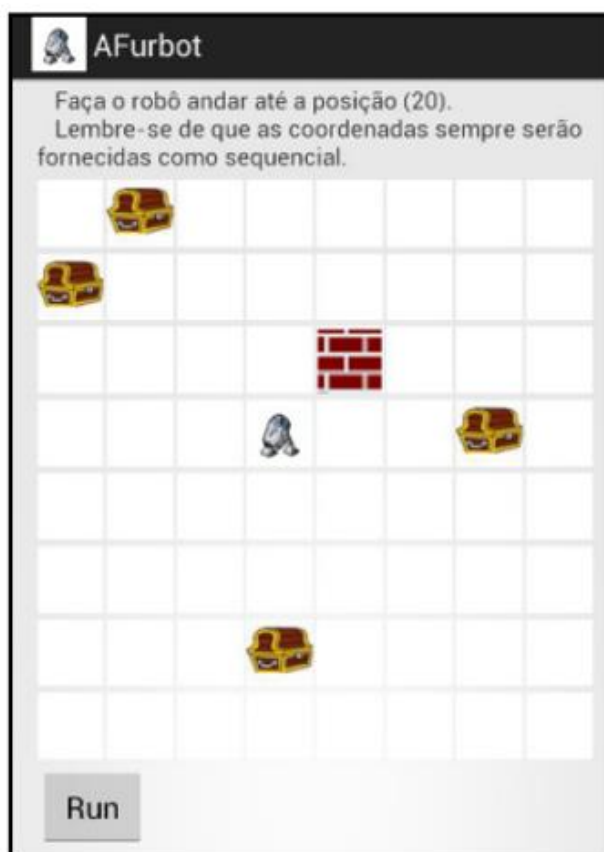 AFurbot
Faça o robô andar até a posição (20).
Lembre-se de que as coordenadas sempre serão
fornecidas como sequencial.
Run